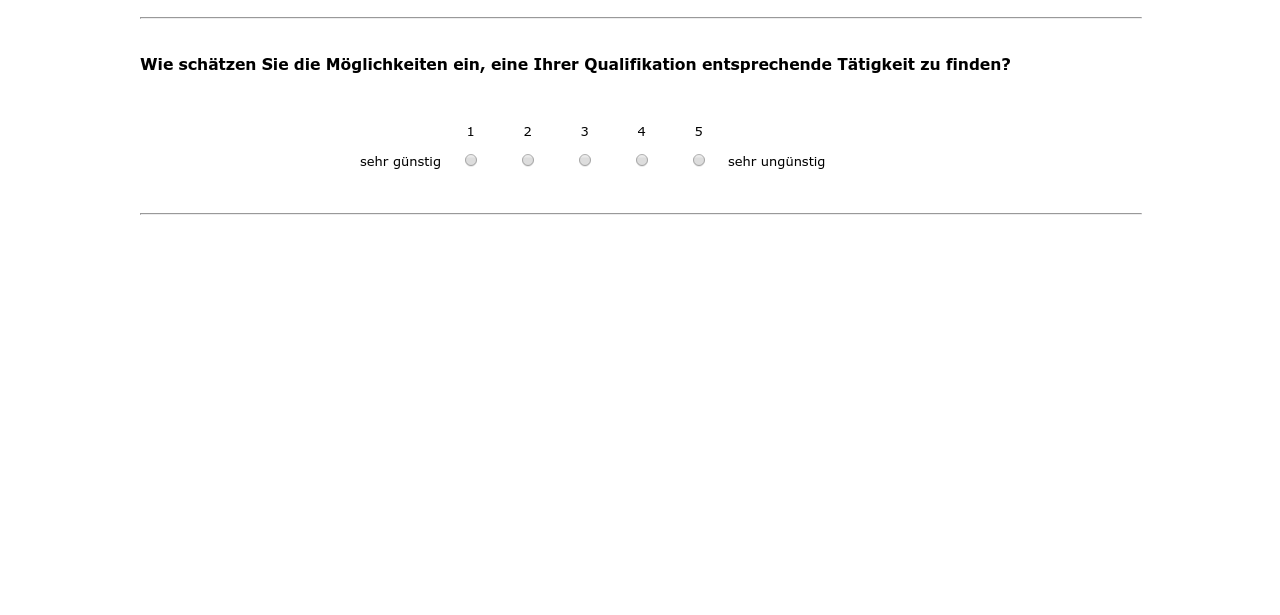 Wie schätzen Sie die Möglichkeiten ein, eine Ihrer Qualifikation entsprechende Tätigkeit zu finden?
1 2 3 4 5
sehr günstig sehr ungünstig